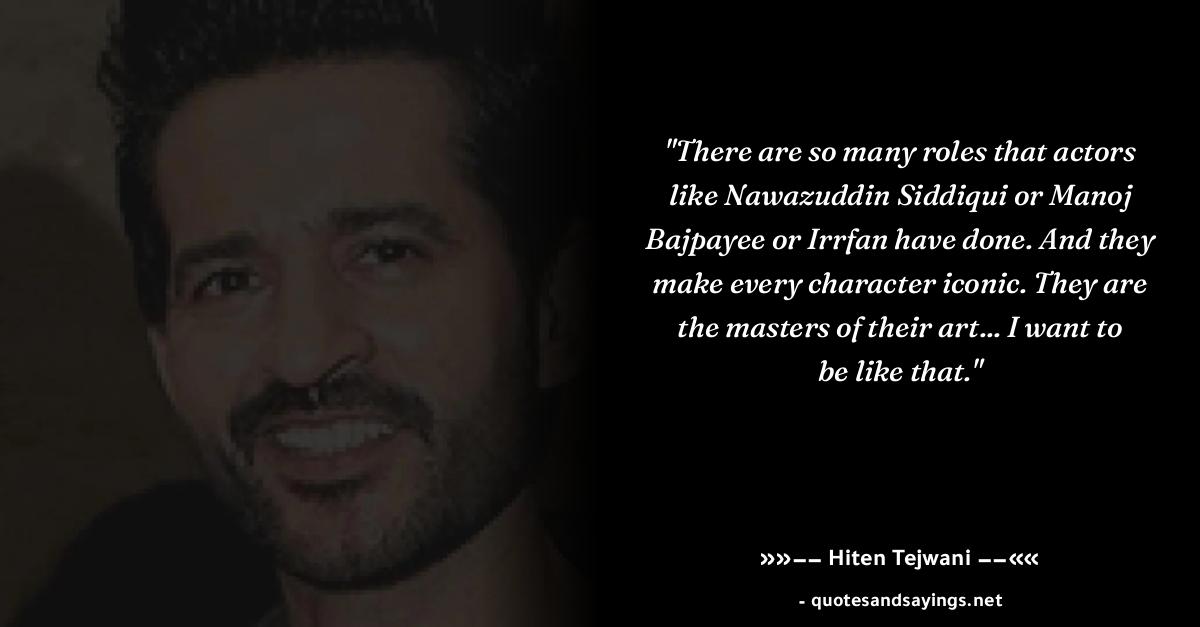 "There are so many roles that actors
like Nawazuddin Siddiqui or Manoj
Bajpayee or Irrfan have done. And they
make every character iconic. They are
the masters of their art... I want to
be like that."
»»–– Hiten Tejwani ––««
- quotesandsayings.net